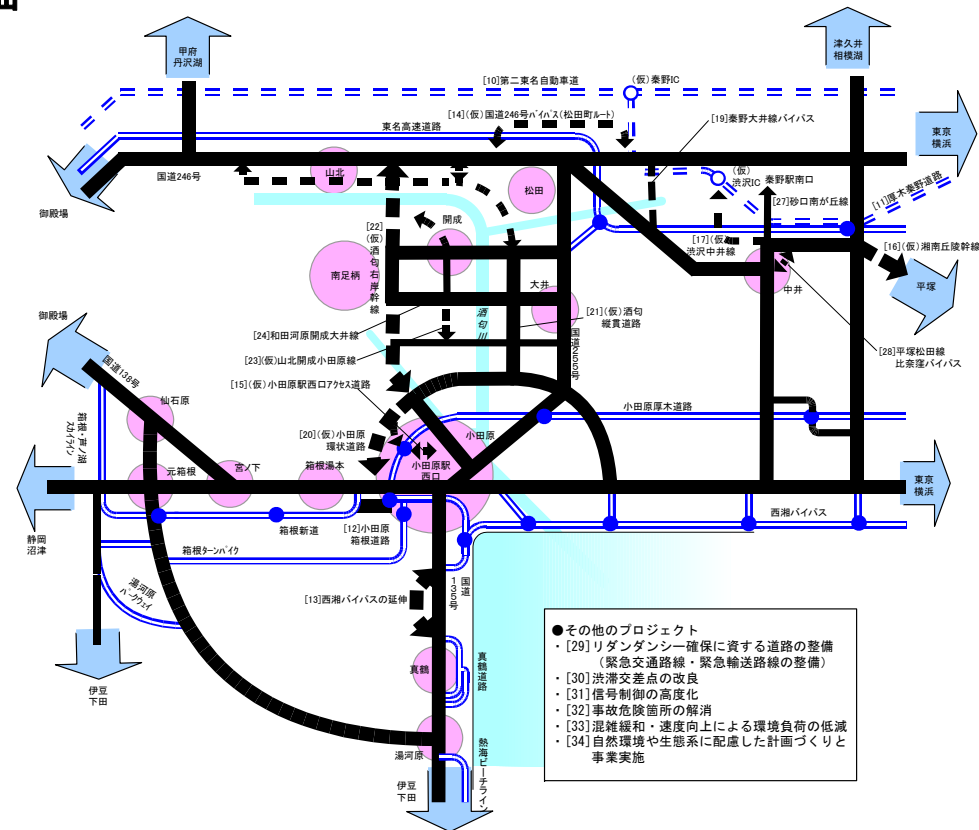 甲府
丹沢湖
津久井
相模湖
[10]第二東名自動車道
(仮)秦野IC
[14](仮)国道246号バイパス(松田町ルート)
[19]秦野大井線バイパス
東名高速道路
東京
横浜
山北
国道246号
松田
(仮)
渋沢IC
秦野駅南口
[27]砂口南が丘線
[11]厚木秦野道路
御殿場
[22]
(仮)酒匂右岸幹線
開成
[17](仮)
渋沢中井線
[16](仮)湘南丘陵幹線
南足柄
大井
中井
平塚
酒匂川
[21](仮)酒匂
縦貫道路
国道255号
御殿場
[24]和田河原開成大井線
[23](仮)山北開成小田原線
[28]平塚松田線
比奈窪バイパス
国道138号
[15](仮)小田原駅西口アクセス道路
仙石原
小田原厚木道路
箱根・芦ノ湖
スカイライン
[20](仮)小田原
環状道路
小田原
元箱根
宮ノ下
箱根湯本
小田原駅
西口
東京
横浜
西湘バイパス
箱根新道
[12]小田原
箱根道路
静岡
沼津
箱根ターンパイク
湯河原
パークウェイ
国道
135号
[13]西湘バイパスの延伸
真鶴
真鶴道路
伊豆
下田
湯河原
熱海ビーチライン
伊豆
下田
●その他のプロジェクト
・[29]リダンダンシー確保に資する道路の整備
(緊急交通路線・緊急輸送路線の整備)
・[30]渋滞交差点の改良
・[31]信号制御の高度化
・[32]事故危険箇所の解消
・[33]混雑緩和・速度向上による環境負荷の低減
・[34]自然環境や生態系に配慮した計画づくりと
事業実施